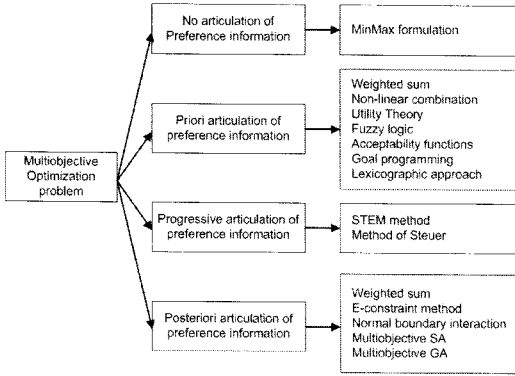 No articulation of
Preference information
MinMax formulation
Priori articulation of
preference information
Weighted sum
Non-linear combination
Utility Theory
Fuzzy logic
Acceptability functions
Goal programming
Lexicographic approach
Multiobjective
Optimization
problem
Progressive articulation of
preference information
STEM method
Method of Steuer
Posteriori articulation of
preference information
Weighted sum
E-constraint method
Normal boundary interaction
Multiobjective SA
Multiobjective GA